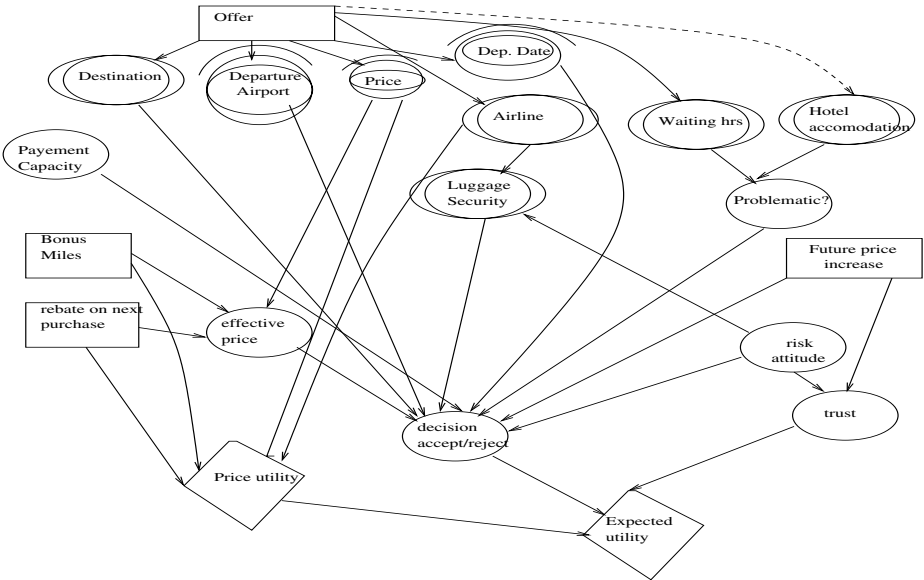 Offer
Destination
Departure
Airport
Price
Dep. Date
Airline
Waiting hrs
Hotel
accomodation
Payement
Capacity
Luggage
Security
Problematic?
Bonus
Miles
Future price
increase
rebate on next
purchase
effective
price
risk
attitude
decision
accept/reject
trust
Price utility
Expected
utility